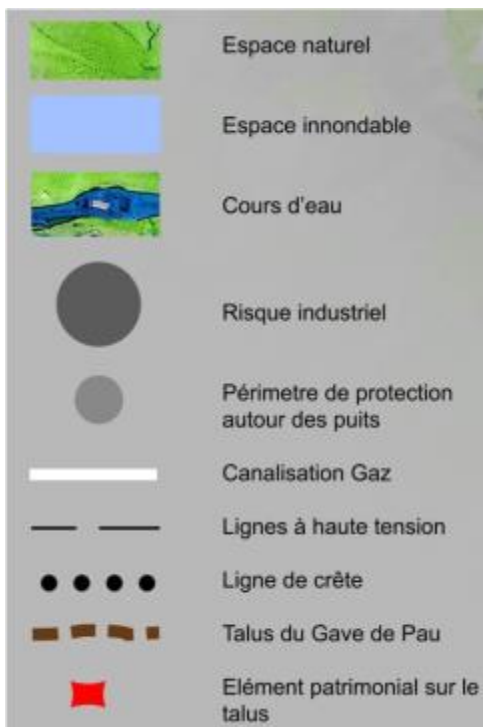 Espace naturel
Espace innondable
Cours d'eau
Risque industriel
Périmetre de protection
autour des puits
Canalisation Gaz
Lignes à haute tension
Ligne de crête
Talus du Gave de Pau
Elément patrimonial sur le
talus